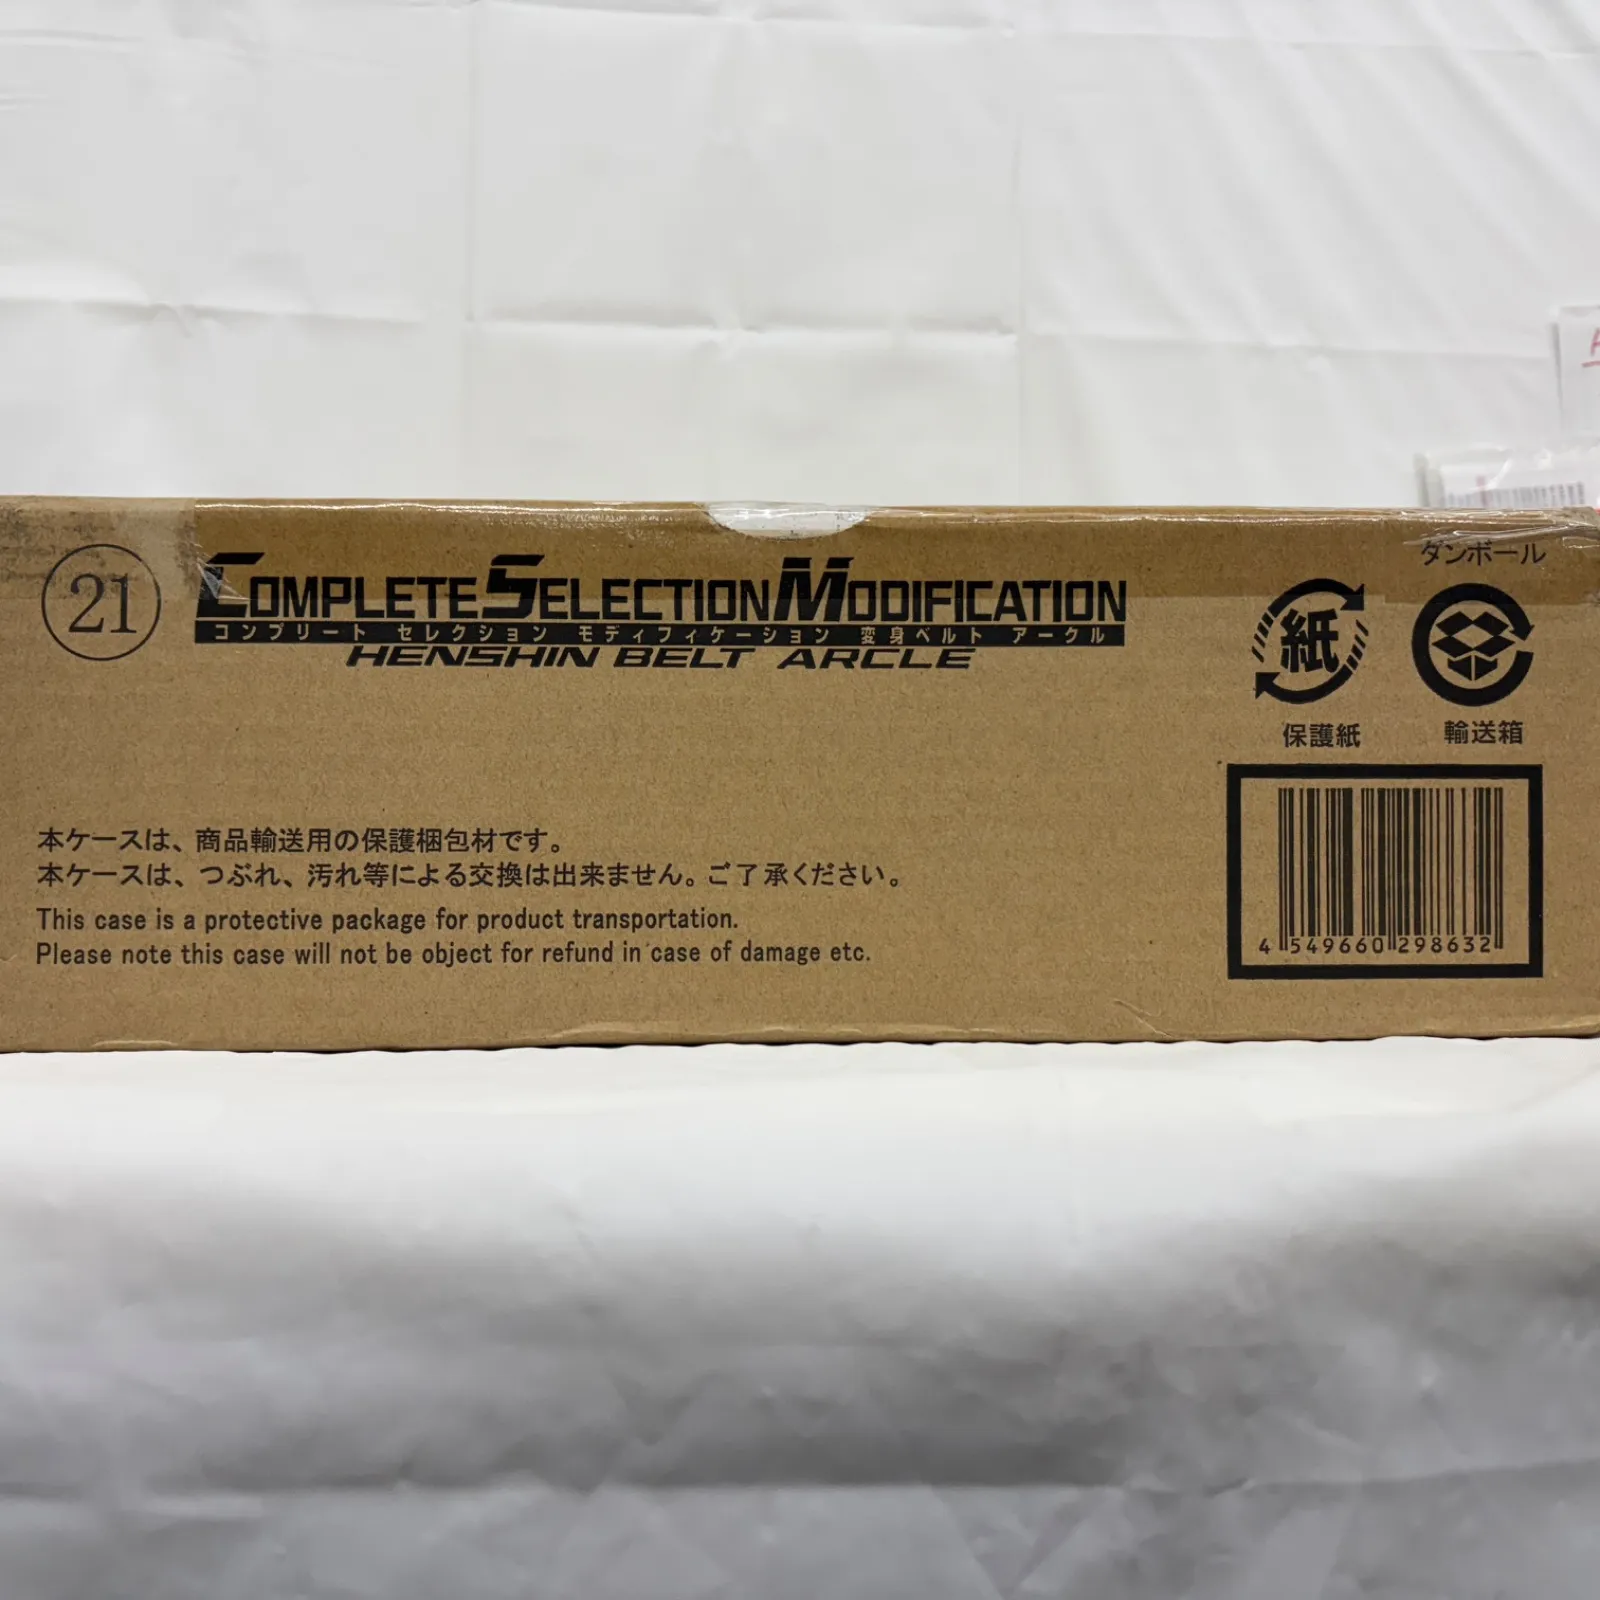 21
COMPLETE SELECTION MODIFICATION
コンプリート セレクション モディフィケーション 変身ベルト アークル
HENSHIN BELT ARCLE
ダンボール
紙
保護紙
輸送箱
本ケースは、商品輸送用の保護梱包材です。
本ケースは、つぶれ、汚れ等による交換は出来ません。ご了承ください。
This case is a protective package for product transportation.
Please note this case will not be object for refund in case of damage etc.
4 549660 298632